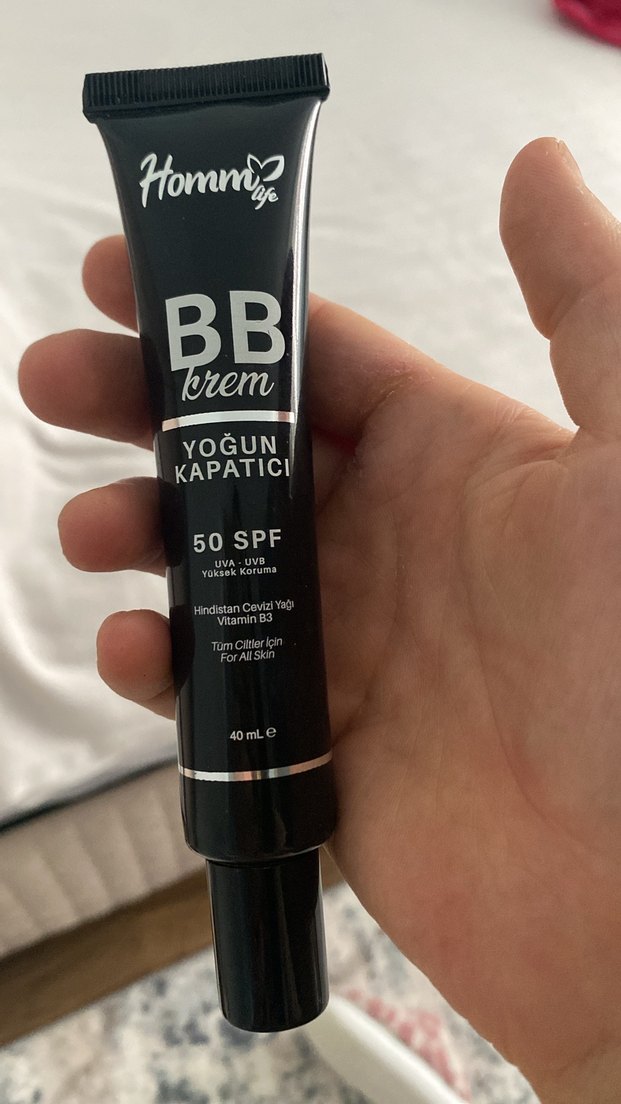 Homm
life
BB
krem
YOĞUN
KAPATICI
50 SPF
UVA - UVB
Yüksek Koruma
Hindistan Cevizi Yağı
Vitamin B3
Tüm Ciltler İçin
For All Skin
40 mL ℮